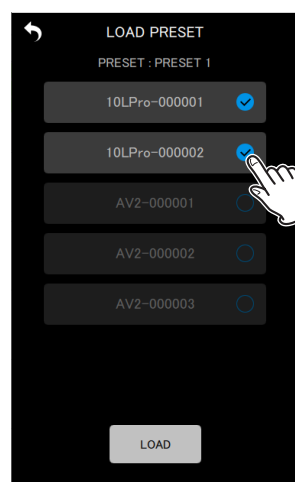 LOAD PRESET
PRESET : PRESET 1
10LPro-000001
10LPro-000002
AV2-000001
AV2-000002
AV2-000003
LOAD